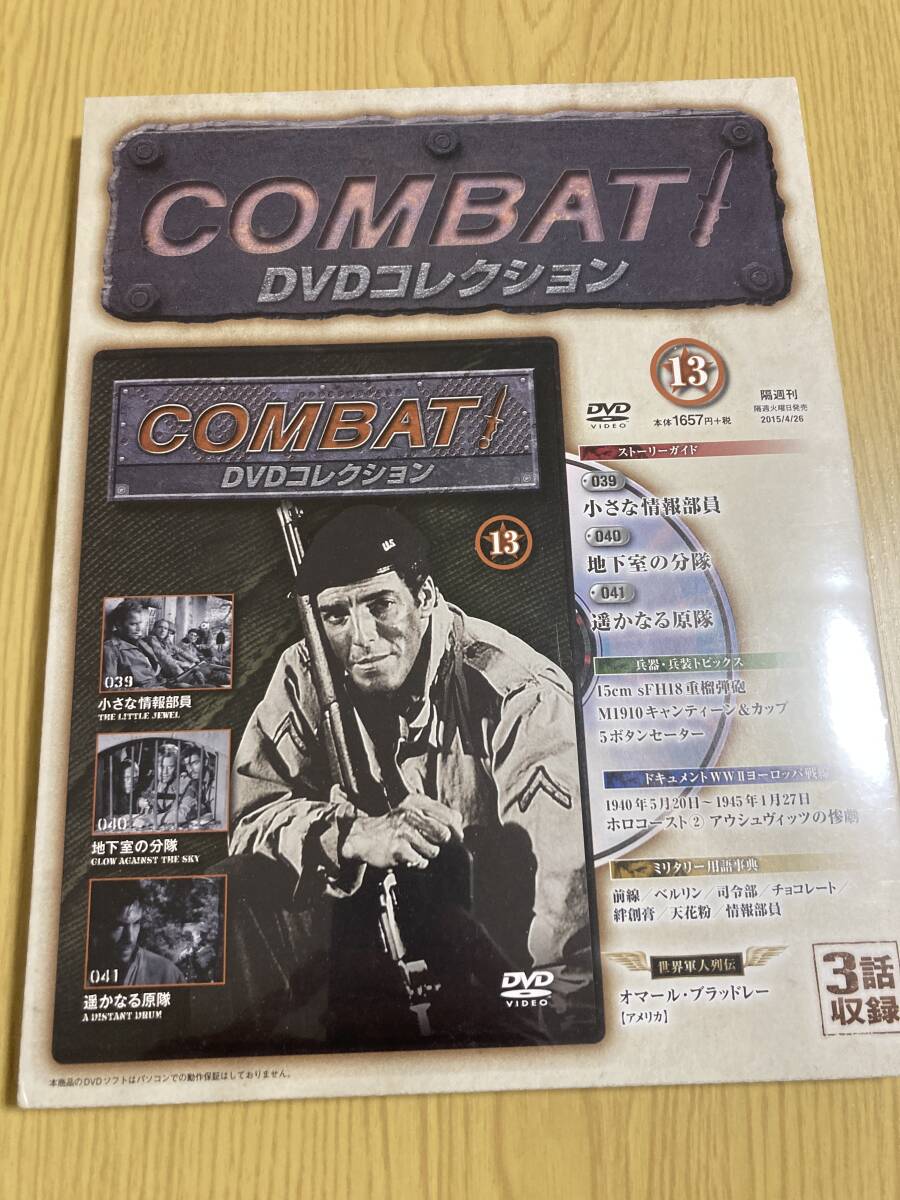 COMBAT!
DVDコレクション
COMBAT!
DVDコレクション
13
039
小さな情報部員
THE LITTLE JEWEL
040
地下室の分隊
GLOW AGAINST THE SKY
041
遥かなる原隊
A DISTANT DRUM
U.S.
DVD
VIDEO
13
DVD
VIDEO
本体1657円+税
隔週刊
隔週火曜日発売
2015/4/26
ストーリーガイド
039
小さな情報部員
040
地下室の分隊
041
遥かなる原隊
兵器・兵装トピックス
15cm sFH18重榴弾砲
M1910キャンティーン&カップ
5ボタンセーター
ドキュメントWWⅡヨーロッパ戦線
1940年5月20日〜1945年1月27日
ホロコースト② アウシュヴィッツの惨劇
ミリタリー用語事典
前線／ベルリン／司令部／チョコレート／
絆創膏／天花粉／情報部員
世界軍人列伝
オマール・ブラッドレー
【アメリカ】
3話
収録
本商品のDVDソフトはパソコンでの動作保証はしておりません。